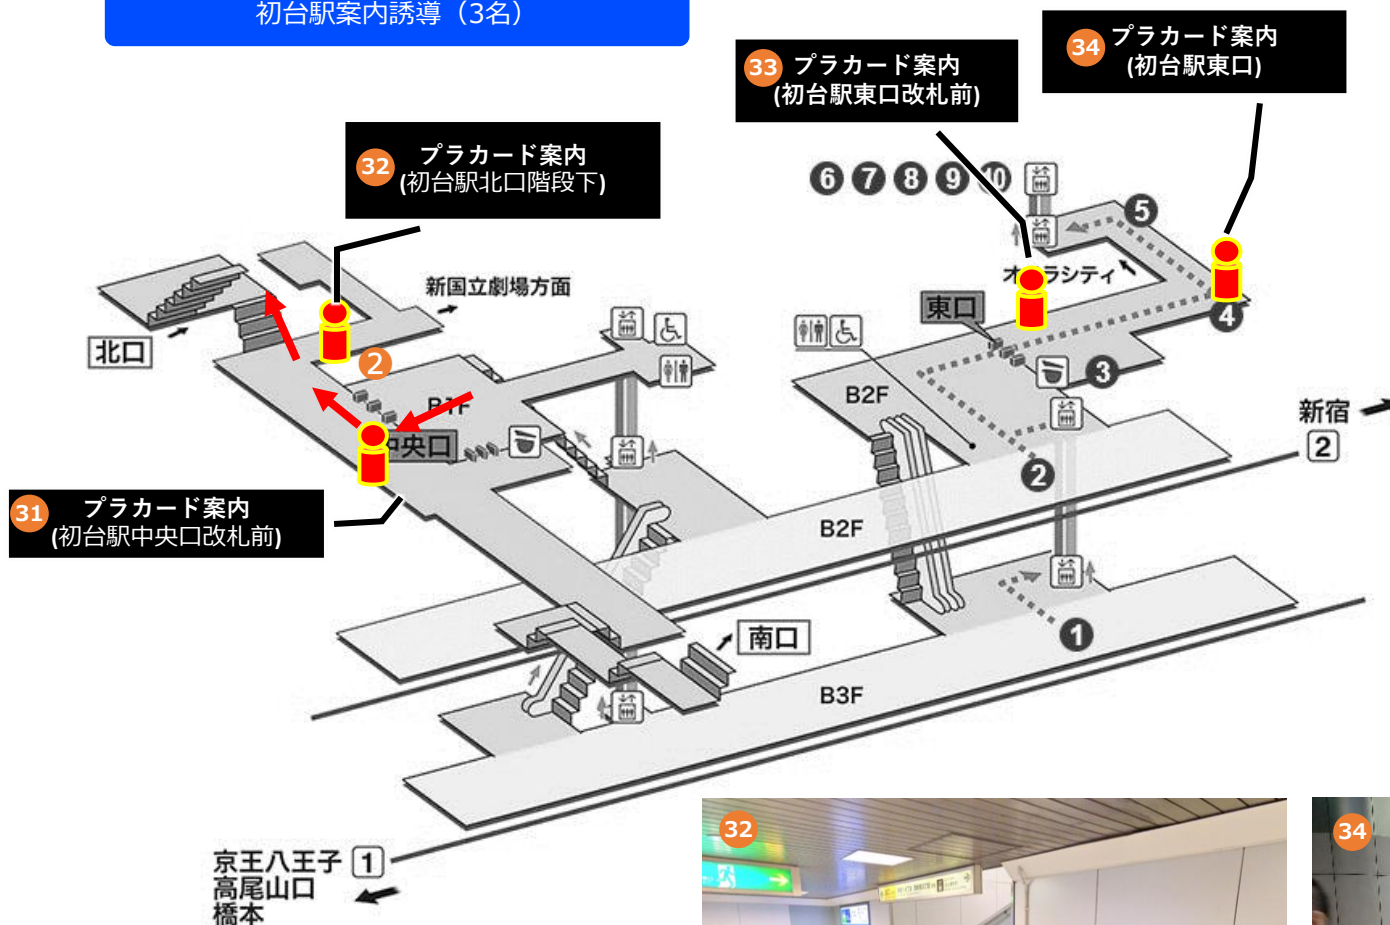 初台駅案内誘導（3名）
34 プラカード案内
(初台駅東口)
33 プラカード案内
(初台駅東口改札前)
32 プラカード案内
(初台駅北口階段下)
6 7 8 9 10
5
オペラシティ
新国立劇場方面
東口
4
北口
2
3
B1F
B2F
新宿
2
中央口
2
31 プラカード案内
(初台駅中央口改札前)
B2F
1
南口
B3F
32
34
京王八王子 1
高尾山口
橋本